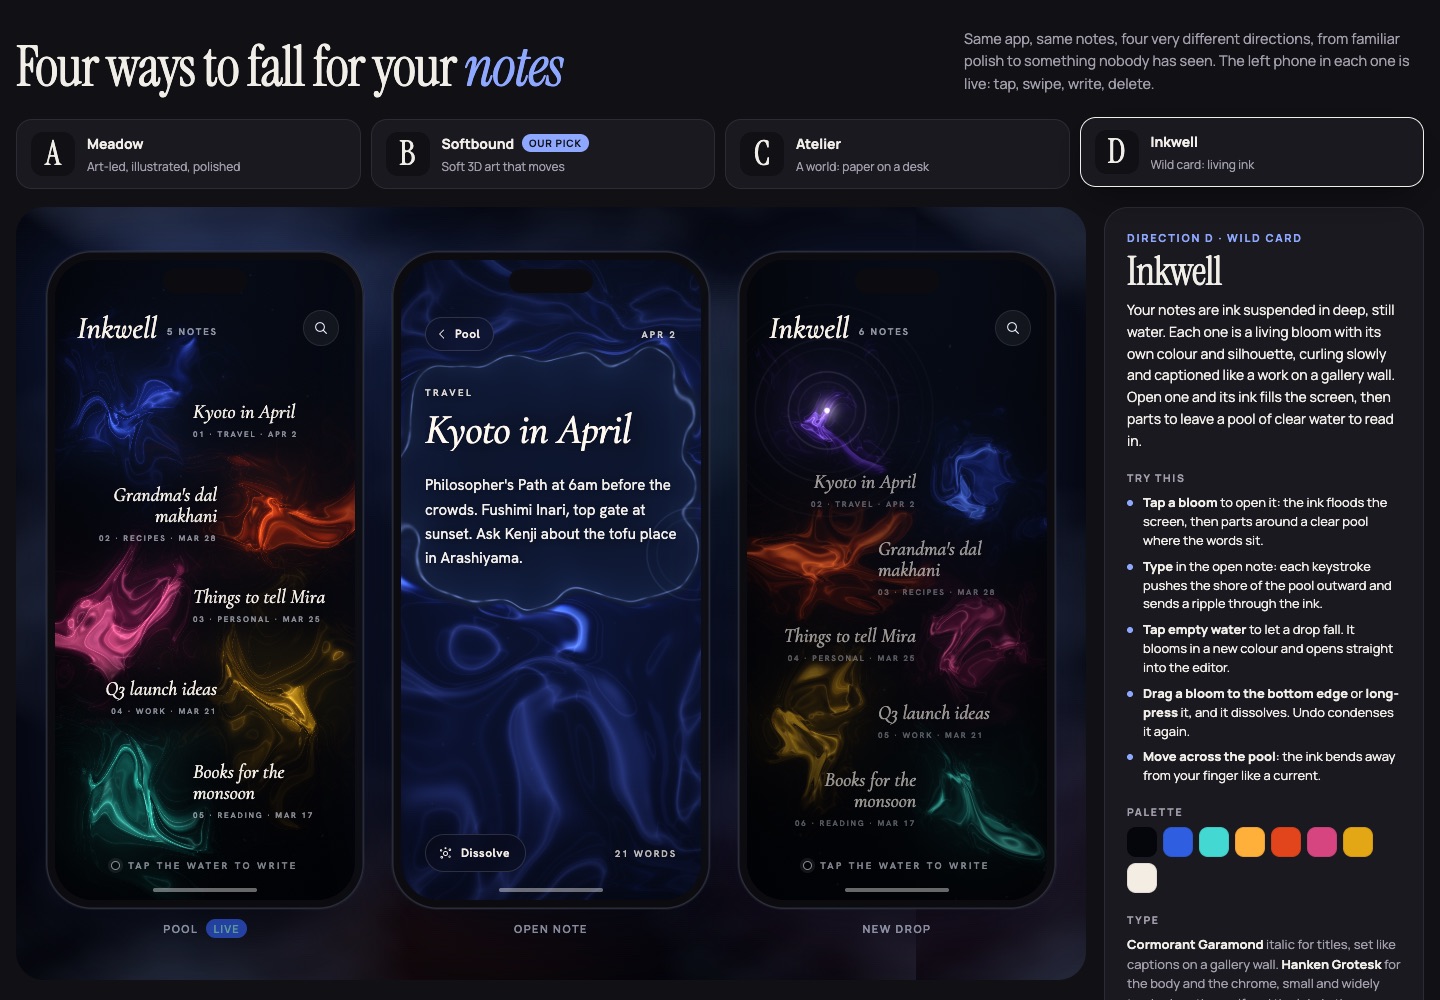 Four ways to fall for your notes
Same app, same notes, four very different directions, from familiar
polish to something nobody has seen. The left phone in each one is
live: tap, swipe, write, delete.
A
Meadow
Art-led, illustrated, polished
B
Softbound OUR PICK
Soft 3D art that moves
C
Atelier
A world: paper on a desk
D
Inkwell
Wild card: living ink
Inkwell 5 NOTES
Kyoto in April
01 · TRAVEL · APR 2
Grandma's dal
makhani
02 · RECIPES · MAR 28
Things to tell Mira
03 · PERSONAL · MAR 25
Q3 launch ideas
04 · WORK · MAR 21
Books for the
monsoon
05 · READING · MAR 17
TAP THE WATER TO WRITE
POOL LIVE
Pool
APR 2
TRAVEL
Kyoto in April
Philosopher's Path at 6am before the
crowds. Fushimi Inari, top gate at
sunset. Ask Kenji about the tofu place
in Arashiyama.
Dissolve
21 WORDS
OPEN NOTE
Inkwell 6 NOTES
Kyoto in April
02 · TRAVEL · APR 2
Grandma's dal
makhani
03 · RECIPES · MAR 28
Things to tell Mira
04 · PERSONAL · MAR 25
Q3 launch ideas
05 · WORK · MAR 21
Books for the
monsoon
06 · READING · MAR 17
TAP THE WATER TO WRITE
NEW DROP
DIRECTION D · WILD CARD
Inkwell
Your notes are ink suspended in deep, still
water. Each one is a living bloom with its
own colour and silhouette, curling slowly
and captioned like a work on a gallery wall.
Open one and its ink fills the screen, then
parts to leave a pool of clear water to read
in.
TRY THIS
Tap a bloom to open it: the ink floods the
screen, then parts around a clear pool
where the words sit.
Type in the open note: each keystroke
pushes the shore of the pool outward and
sends a ripple through the ink.
Tap empty water to let a drop fall. It
blooms in a new colour and opens straight
into the editor.
Drag a bloom to the bottom edge or long-
press it, and it dissolves. Undo condenses
it again.
Move across the pool: the ink bends away
from your finger like a current.
PALETTE
TYPE
Cormorant Garamond italic for titles, set like
captions on a gallery wall. Hanken Grotesk for
the body and the chrome, small and widely